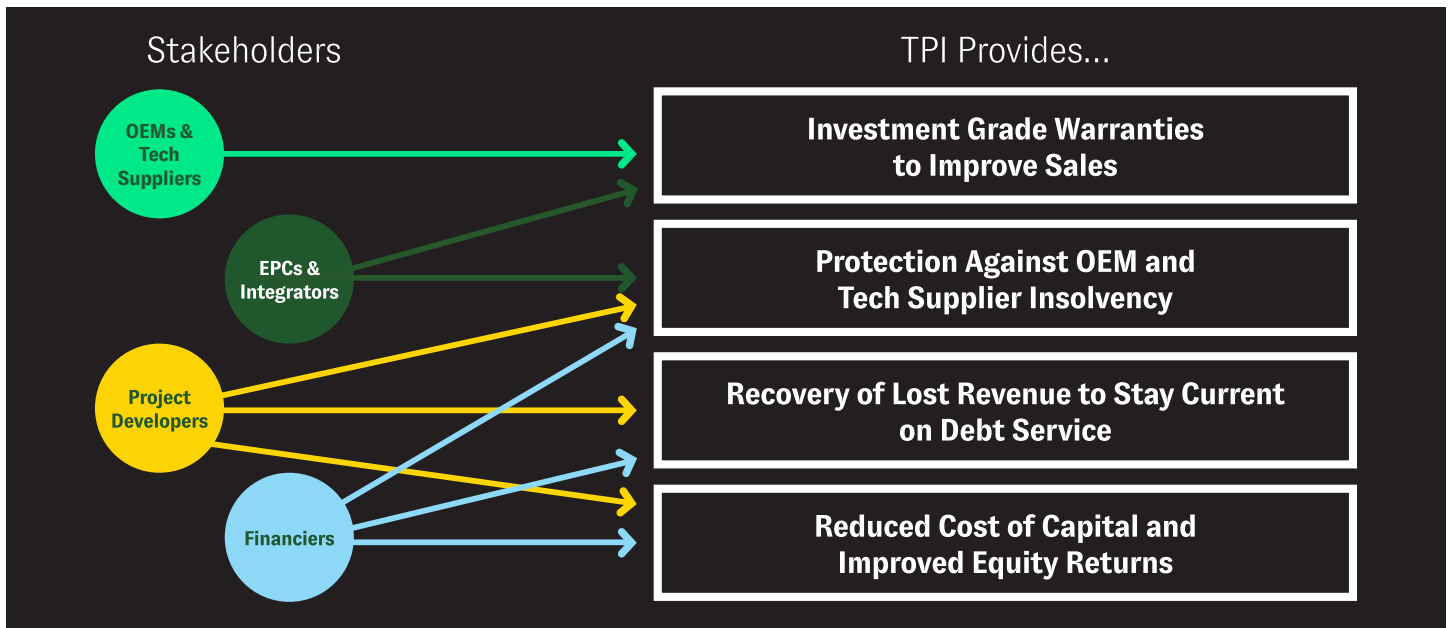 Stakeholders
TPI Provides...
OEMs &
Tech
Suppliers
Investment Grade Warranties
to Improve Sales
EPCs &
Integrators
Protection Against OEM and
Tech Supplier Insolvency
Project
Developers
Recovery of Lost Revenue to Stay Current
on Debt Service
Financiers
Reduced Cost of Capital and
Improved Equity Returns